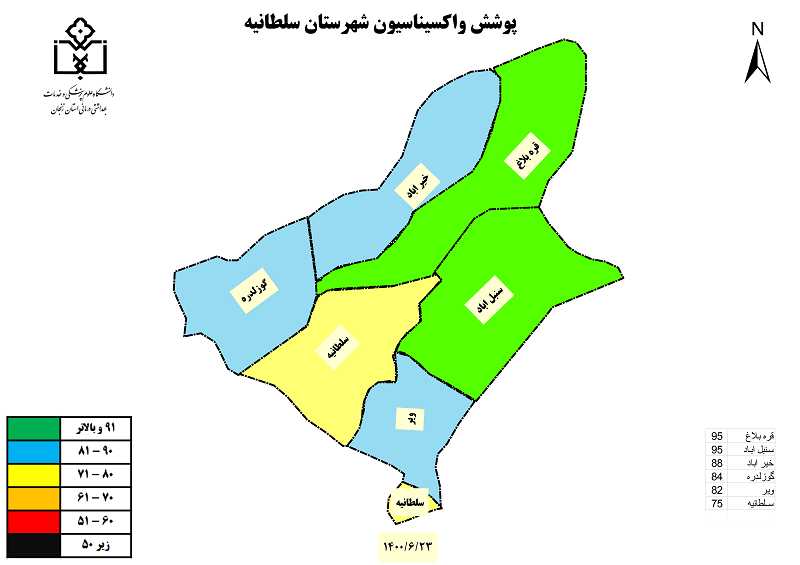 پوشش واکسیناسیون شهرستان سلطانیه
N
دانشگاه علوم پزشکی و خدمات
بهداشتی درمانی استان زنجان
قره بلاغ
خیر اباد
سنبل اباد
گوزلدره
سلطانیه
ویر
سلطانیه
۹۱ و بالاتر
۸۱ – ۹۰
۷۱ – ۸۰
۶۱ – ۷۰
۵۱ – ۶۰
زیر ۵۰
قره بلاغ 95
سنبل اباد 95
خیر اباد 88
گوزلدره 84
ویر 82
سلطانیه 75
۱۴۰۰/۶/۲۳